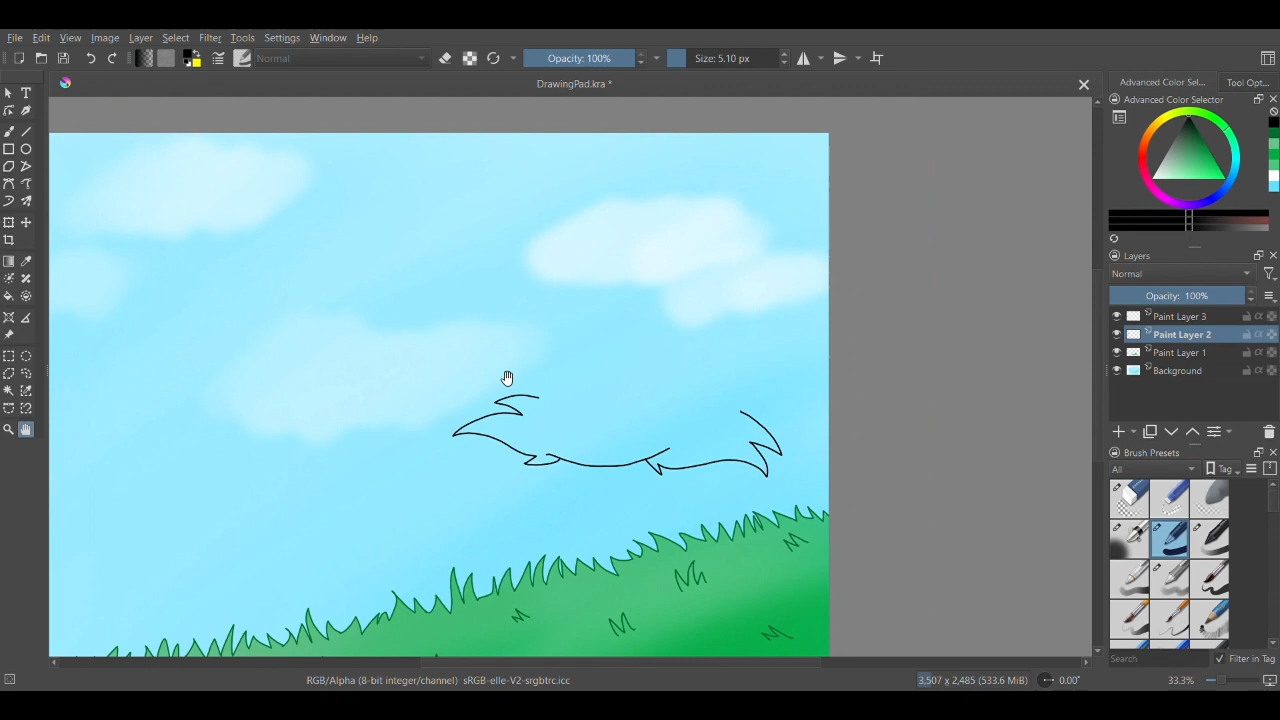 File Edit View Image Layer Select Filter Tools Settings Window Help
Normal Opacity: 100% Size: 5.10 px
DrawingPad.kra *
Advanced Color Sel... Tool Opt...
Advanced Color Selector
Layers
Normal
Opacity: 100%
Paint Layer 3
Paint Layer 2
Paint Layer 1
Background
Brush Presets
All Tag
Search Filter in Tag
RGB/Alpha (8-bit integer/channel) sRGB-elle-V2-srgbtrc.icc 3,507 x 2,485 (533.6 MiB) 0.00° 33.3%